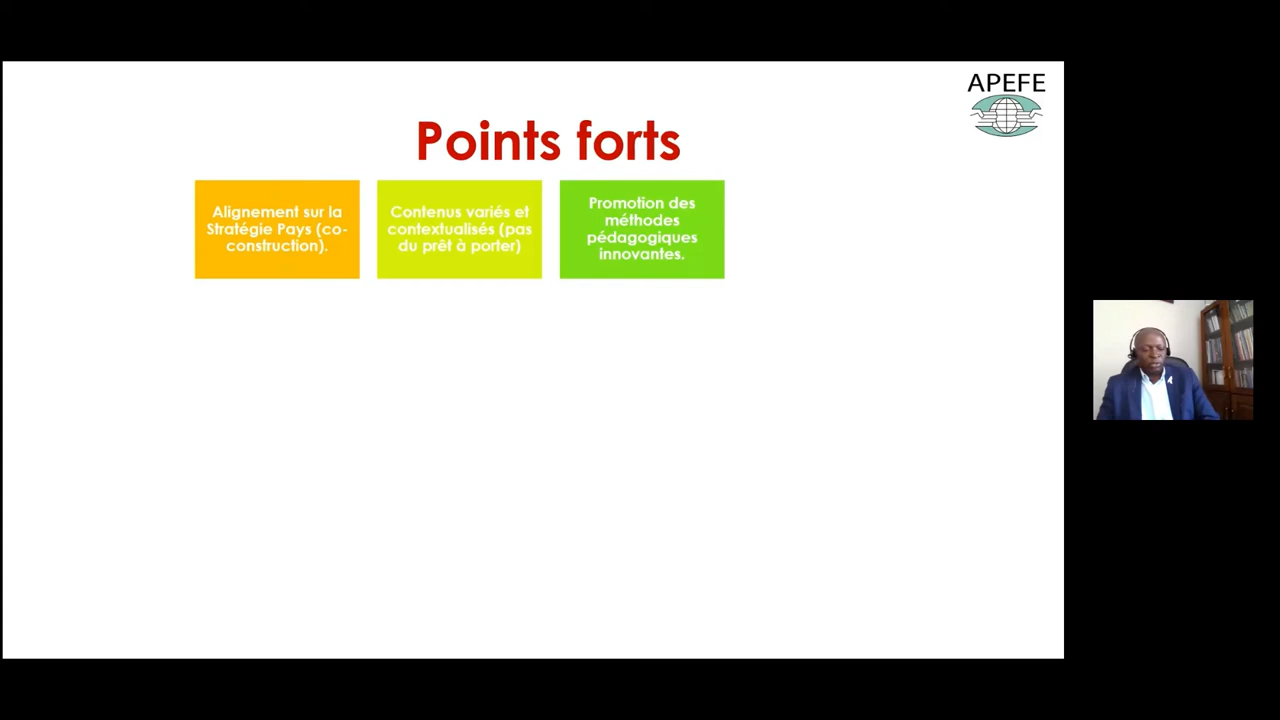 APEFE
Points forts
Alignement sur la
Stratégie Pays (co-
construction).
Contenus variés et
contextualisés (pas
du prêt à porter)
Promotion des
méthodes
pédagogiques
innovantes.